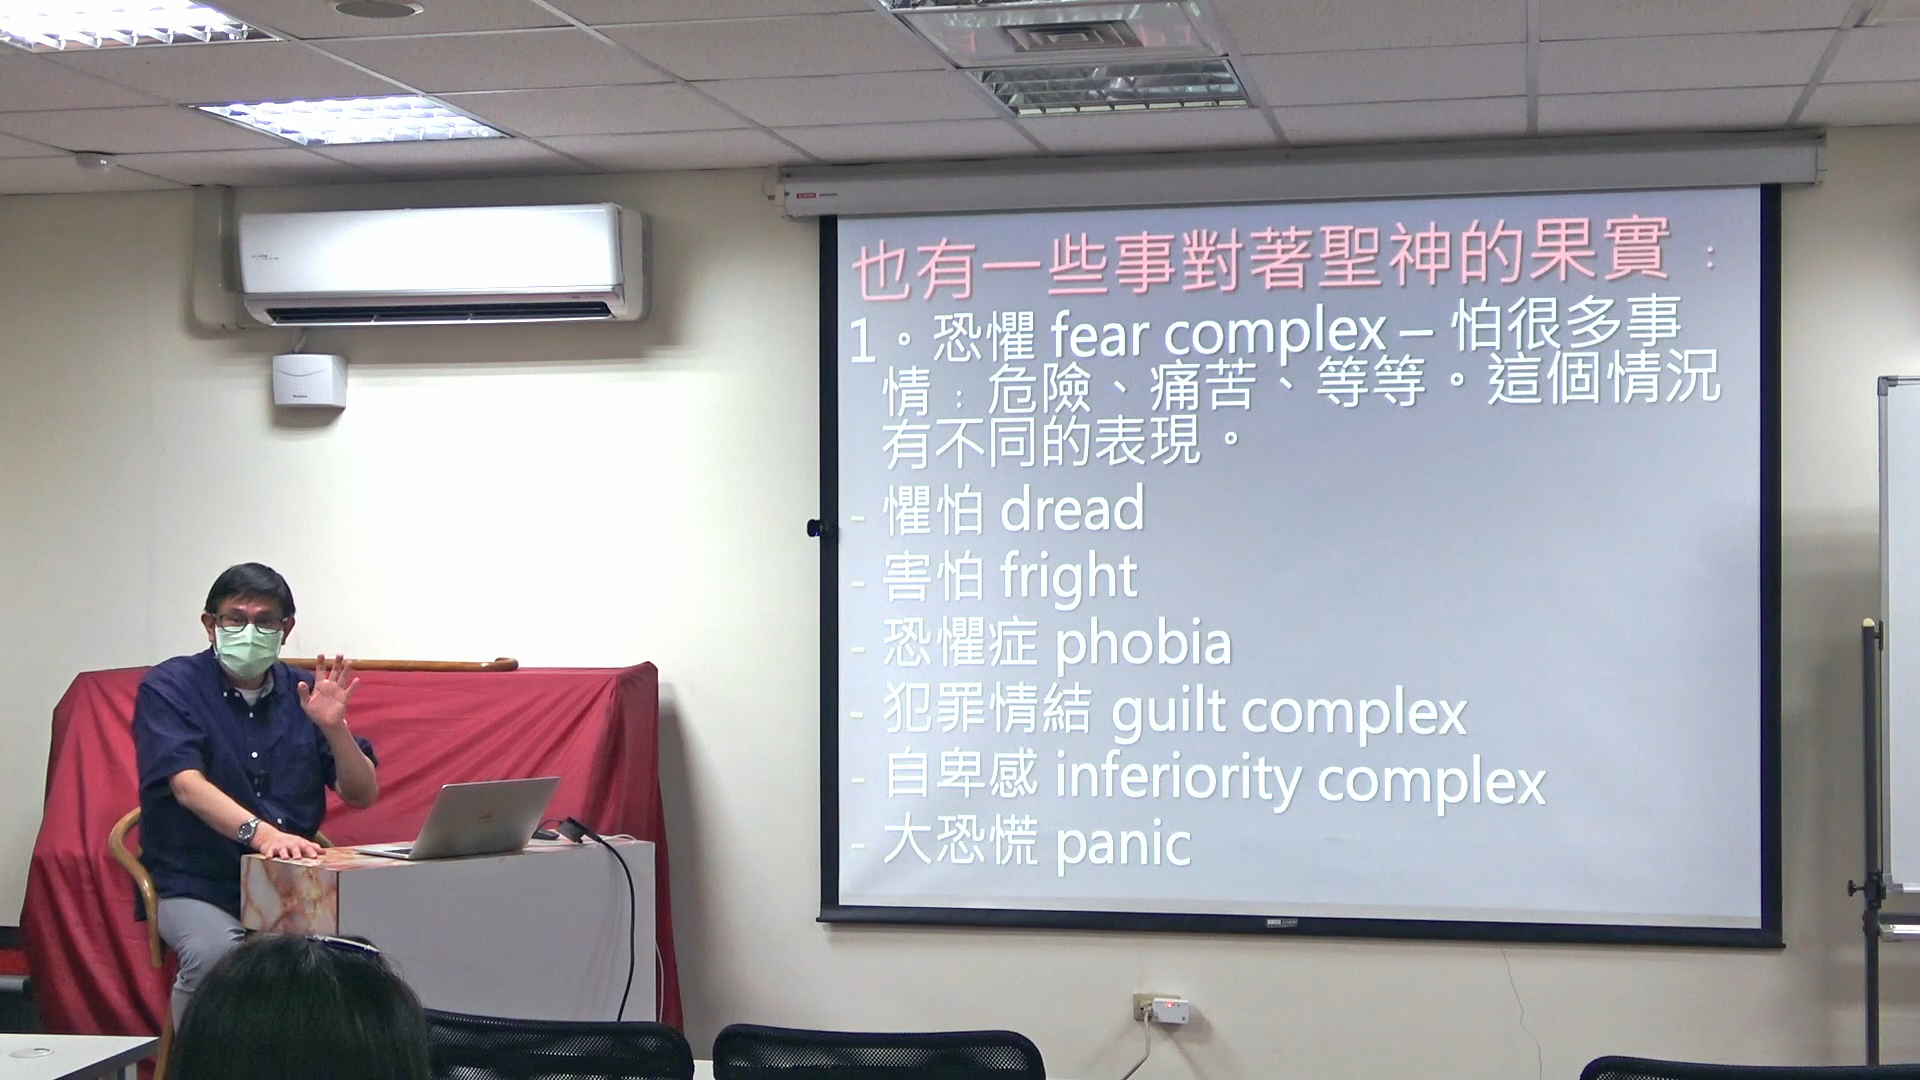 也有一些事對著聖神的果實：
1。恐懼 fear complex – 怕很多事
情：危險、痛苦、等等。這個情況
有不同的表現。
- 懼怕 dread
- 害怕 fright
- 恐懼症 phobia
- 犯罪情結 guilt complex
- 自卑感 inferiority complex
- 大恐慌 panic